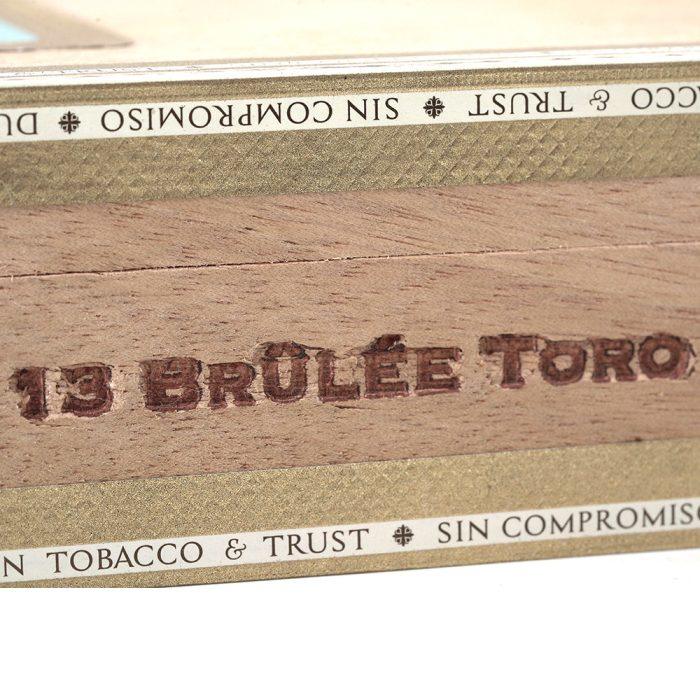 ACCO & TRUST SIN COMPROMISO DU
13 BRÛLÉE TORO
N TOBACCO & TRUST SIN COMPROMISO